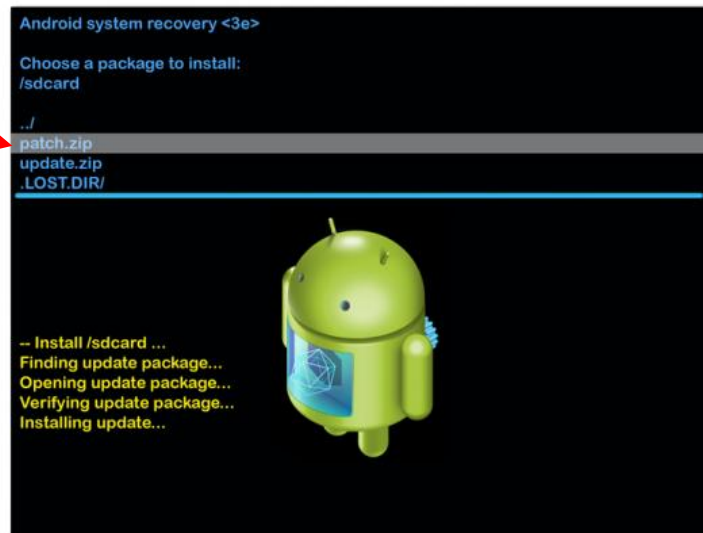 Android system recovery <3e>
Choose a package to install:
/sdcard
../
patch.zip
update.zip
.LOST.DIR/
-- Install /sdcard ...
Finding update package...
Opening update package...
Verifying update package...
Installing update...